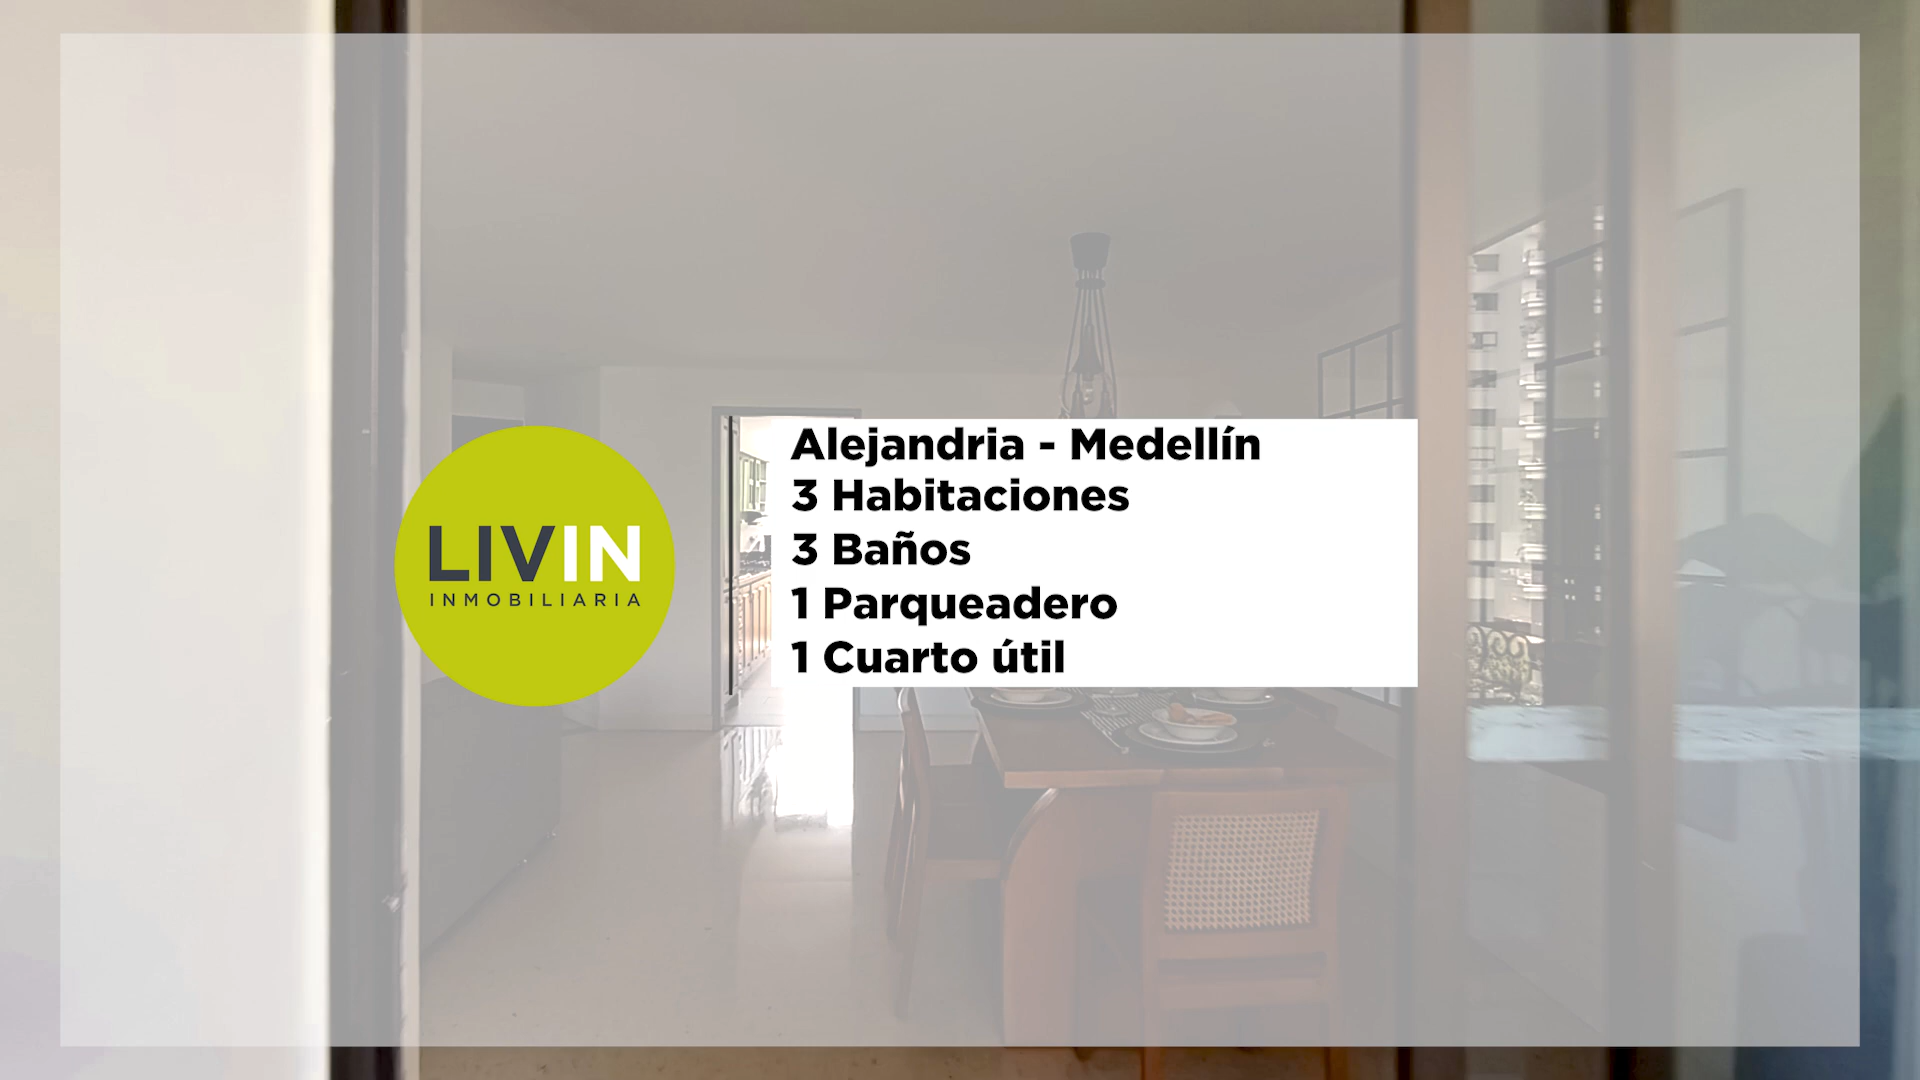 LIVIN
INMOBILIARIA
Alejandria - Medellín
3 Habitaciones
3 Baños
1 Parqueadero
1 Cuarto útil